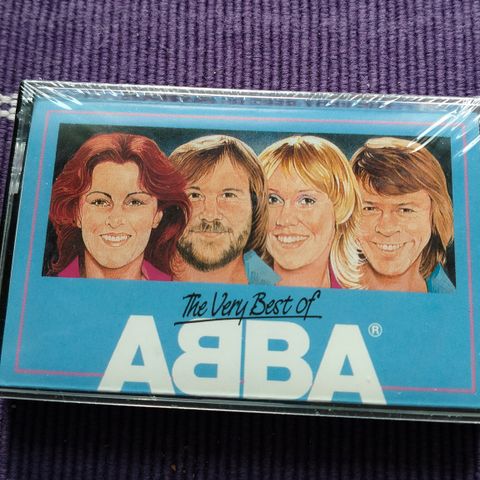 The Very Best of
ABBA®